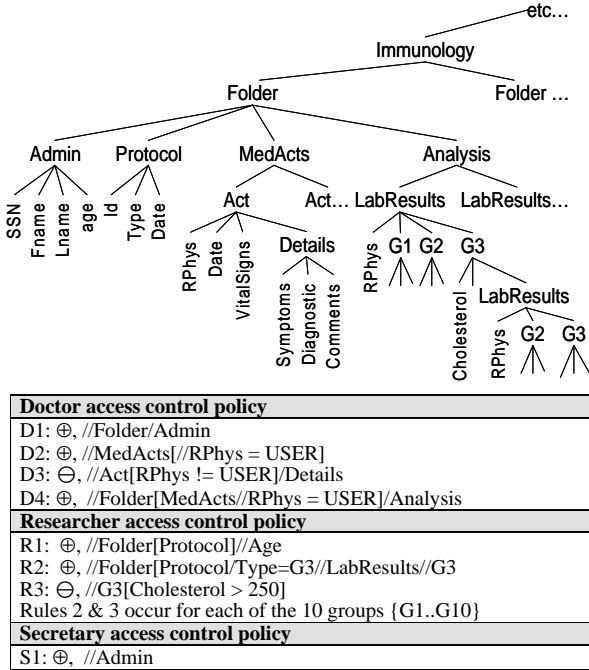 etc...
Immunology
Folder Folder ...
Admin Protocol MedActs Analysis
SSN Fname Lname age Id Type Date Act Act... LabResults LabResults...
RPhys Date VitalSigns Details RPhys G1 G2 G3
Symptoms Diagnostic Comments Cholesterol LabResults
RPhys G2 G3
Doctor access control policy
D1: ⊕, //Folder/Admin
D2: ⊕, //MedActs[//RPhys = USER]
D3: ⊖, //Act[RPhys != USER]/Details
D4: ⊕, //Folder[MedActs//RPhys = USER]/Analysis
Researcher access control policy
R1: ⊕, //Folder[Protocol]//Age
R2: ⊕, //Folder[Protocol/Type=G3//LabResults//G3
R3: ⊖, //G3[Cholesterol > 250]
Rules 2 & 3 occur for each of the 10 groups {G1..G10}
Secretary access control policy
S1: ⊕, //Admin